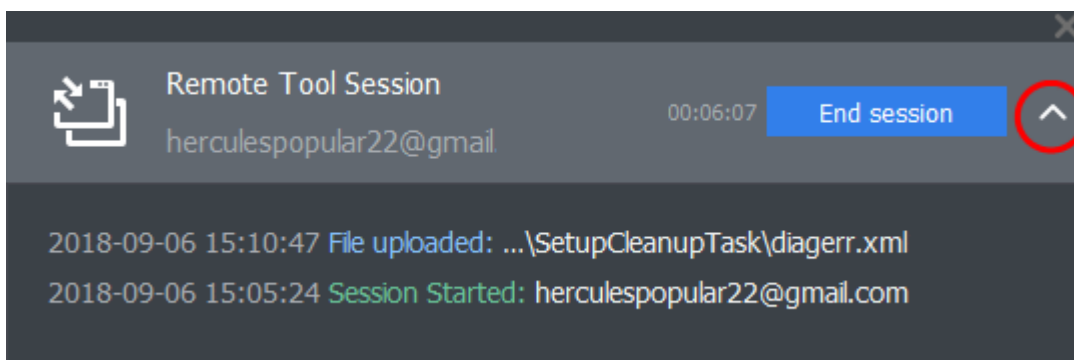 Remote Tool Session
herculespopular22@gmail.
00:06:07 End session
2018-09-06 15:10:47 File uploaded: ...\SetupCleanupTask\diagerr.xml
2018-09-06 15:05:24 Session Started: herculespopular22@gmail.com